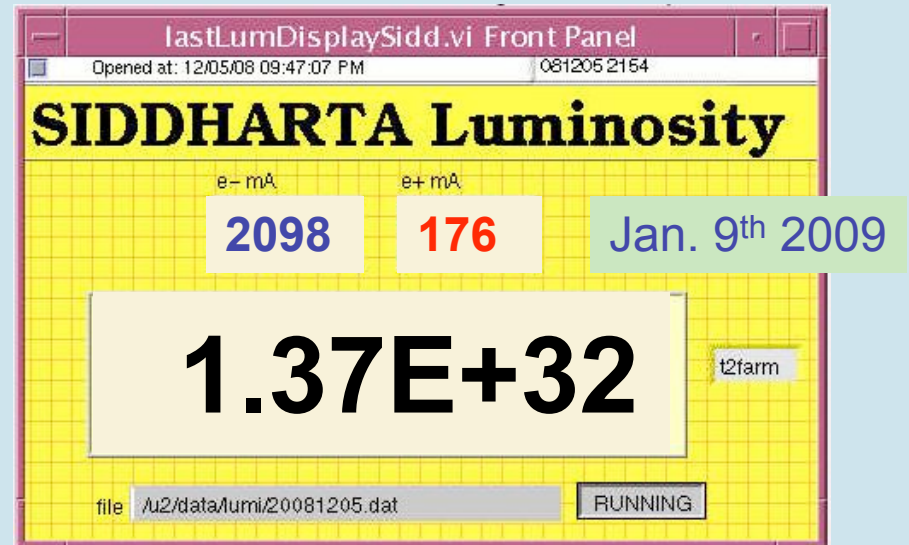 lastLumDisplaySidd.vi Front Panel
Opened at: 12/05/08 09:47:07 PM 081205 2154
SIDDHARTA Luminosity
e- mA e+ mA
2098 176 Jan. 9th 2009
1.37E+32
t2farm
file /u2/data/lumi/20081205.dat RUNNING